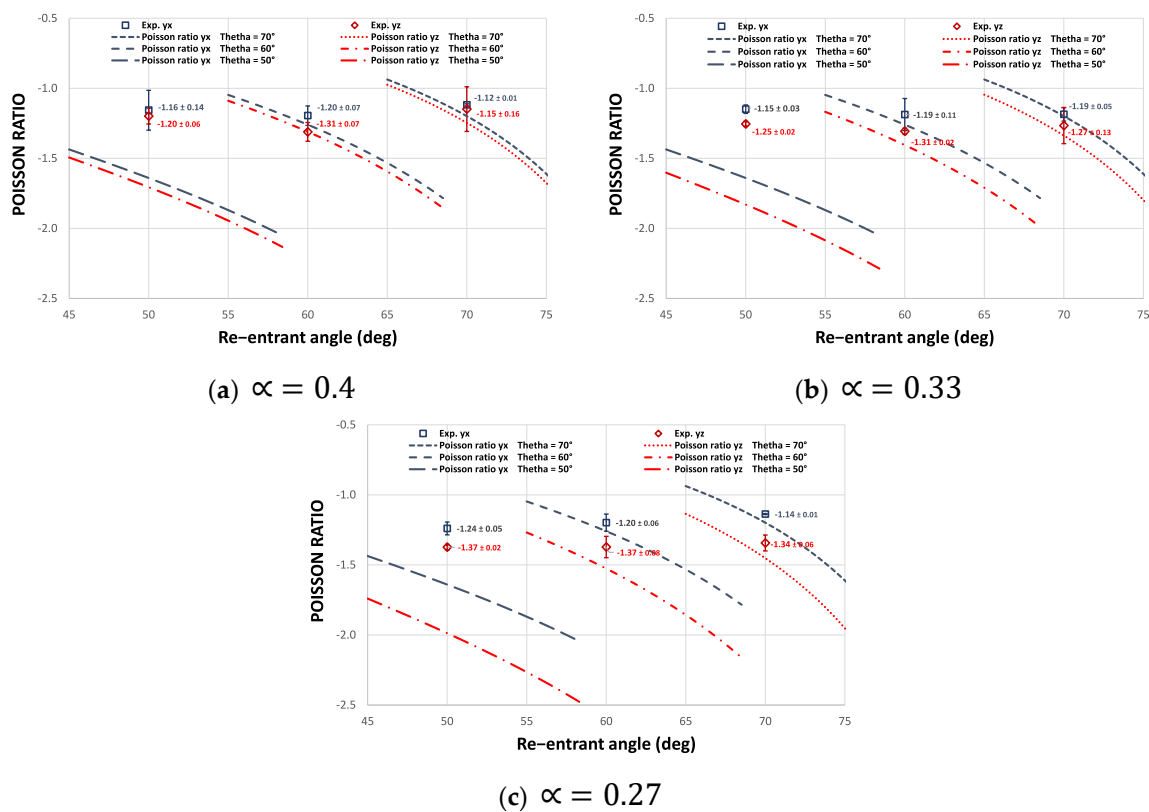 -0.5
-1.0
-1.5
-2.0
-2.5
POISSON RATIO
Exp. yx
Exp. yz
Poisson ratio yx Thetha = 70°
Poisson ratio yz Thetha = 70°
Poisson ratio yx Thetha = 60°
Poisson ratio yz Thetha = 60°
Poisson ratio yx Thetha = 50°
Poisson ratio yz Thetha = 50°
-1.16 ± 0.14
-1.20 ± 0.06
-1.20 ± 0.07
-1.31 ± 0.07
-1.12 ± 0.01
-1.15 ± 0.16
45 50 55 60 65 70 75
Re−entrant angle (deg)
(a) ∝ = 0.4
-0.5
-1.0
-1.5
-2.0
-2.5
POISSON RATIO
Exp. yx
Exp. yz
Poisson ratio yx Thetha = 70°
Poisson ratio yz Thetha = 70°
Poisson ratio yx Thetha = 60°
Poisson ratio yz Thetha = 60°
Poisson ratio yx Thetha = 50°
Poisson ratio yz Thetha = 50°
-1.15 ± 0.03
-1.25 ± 0.02
-1.19 ± 0.11
-1.31 ± 0.02
-1.19 ± 0.05
-1.27 ± 0.13
45 50 55 60 65 70 75
Re−entrant angle (deg)
(b) ∝ = 0.33
-0.5
-1.0
-1.5
-2.0
-2.5
POISSON RATIO
Exp. yx
Exp. yz
Poisson ratio yx Thetha = 70°
Poisson ratio yz Thetha = 70°
Poisson ratio yx Thetha = 60°
Poisson ratio yz Thetha = 60°
Poisson ratio yx Thetha = 50°
Poisson ratio yz Thetha = 50°
-1.24 ± 0.05
-1.37 ± 0.02
-1.20 ± 0.06
-1.37 ± 0.08
-1.14 ± 0.01
-1.34 ± 0.06
45 50 55 60 65 70 75
Re−entrant angle (deg)
(c) ∝ = 0.27